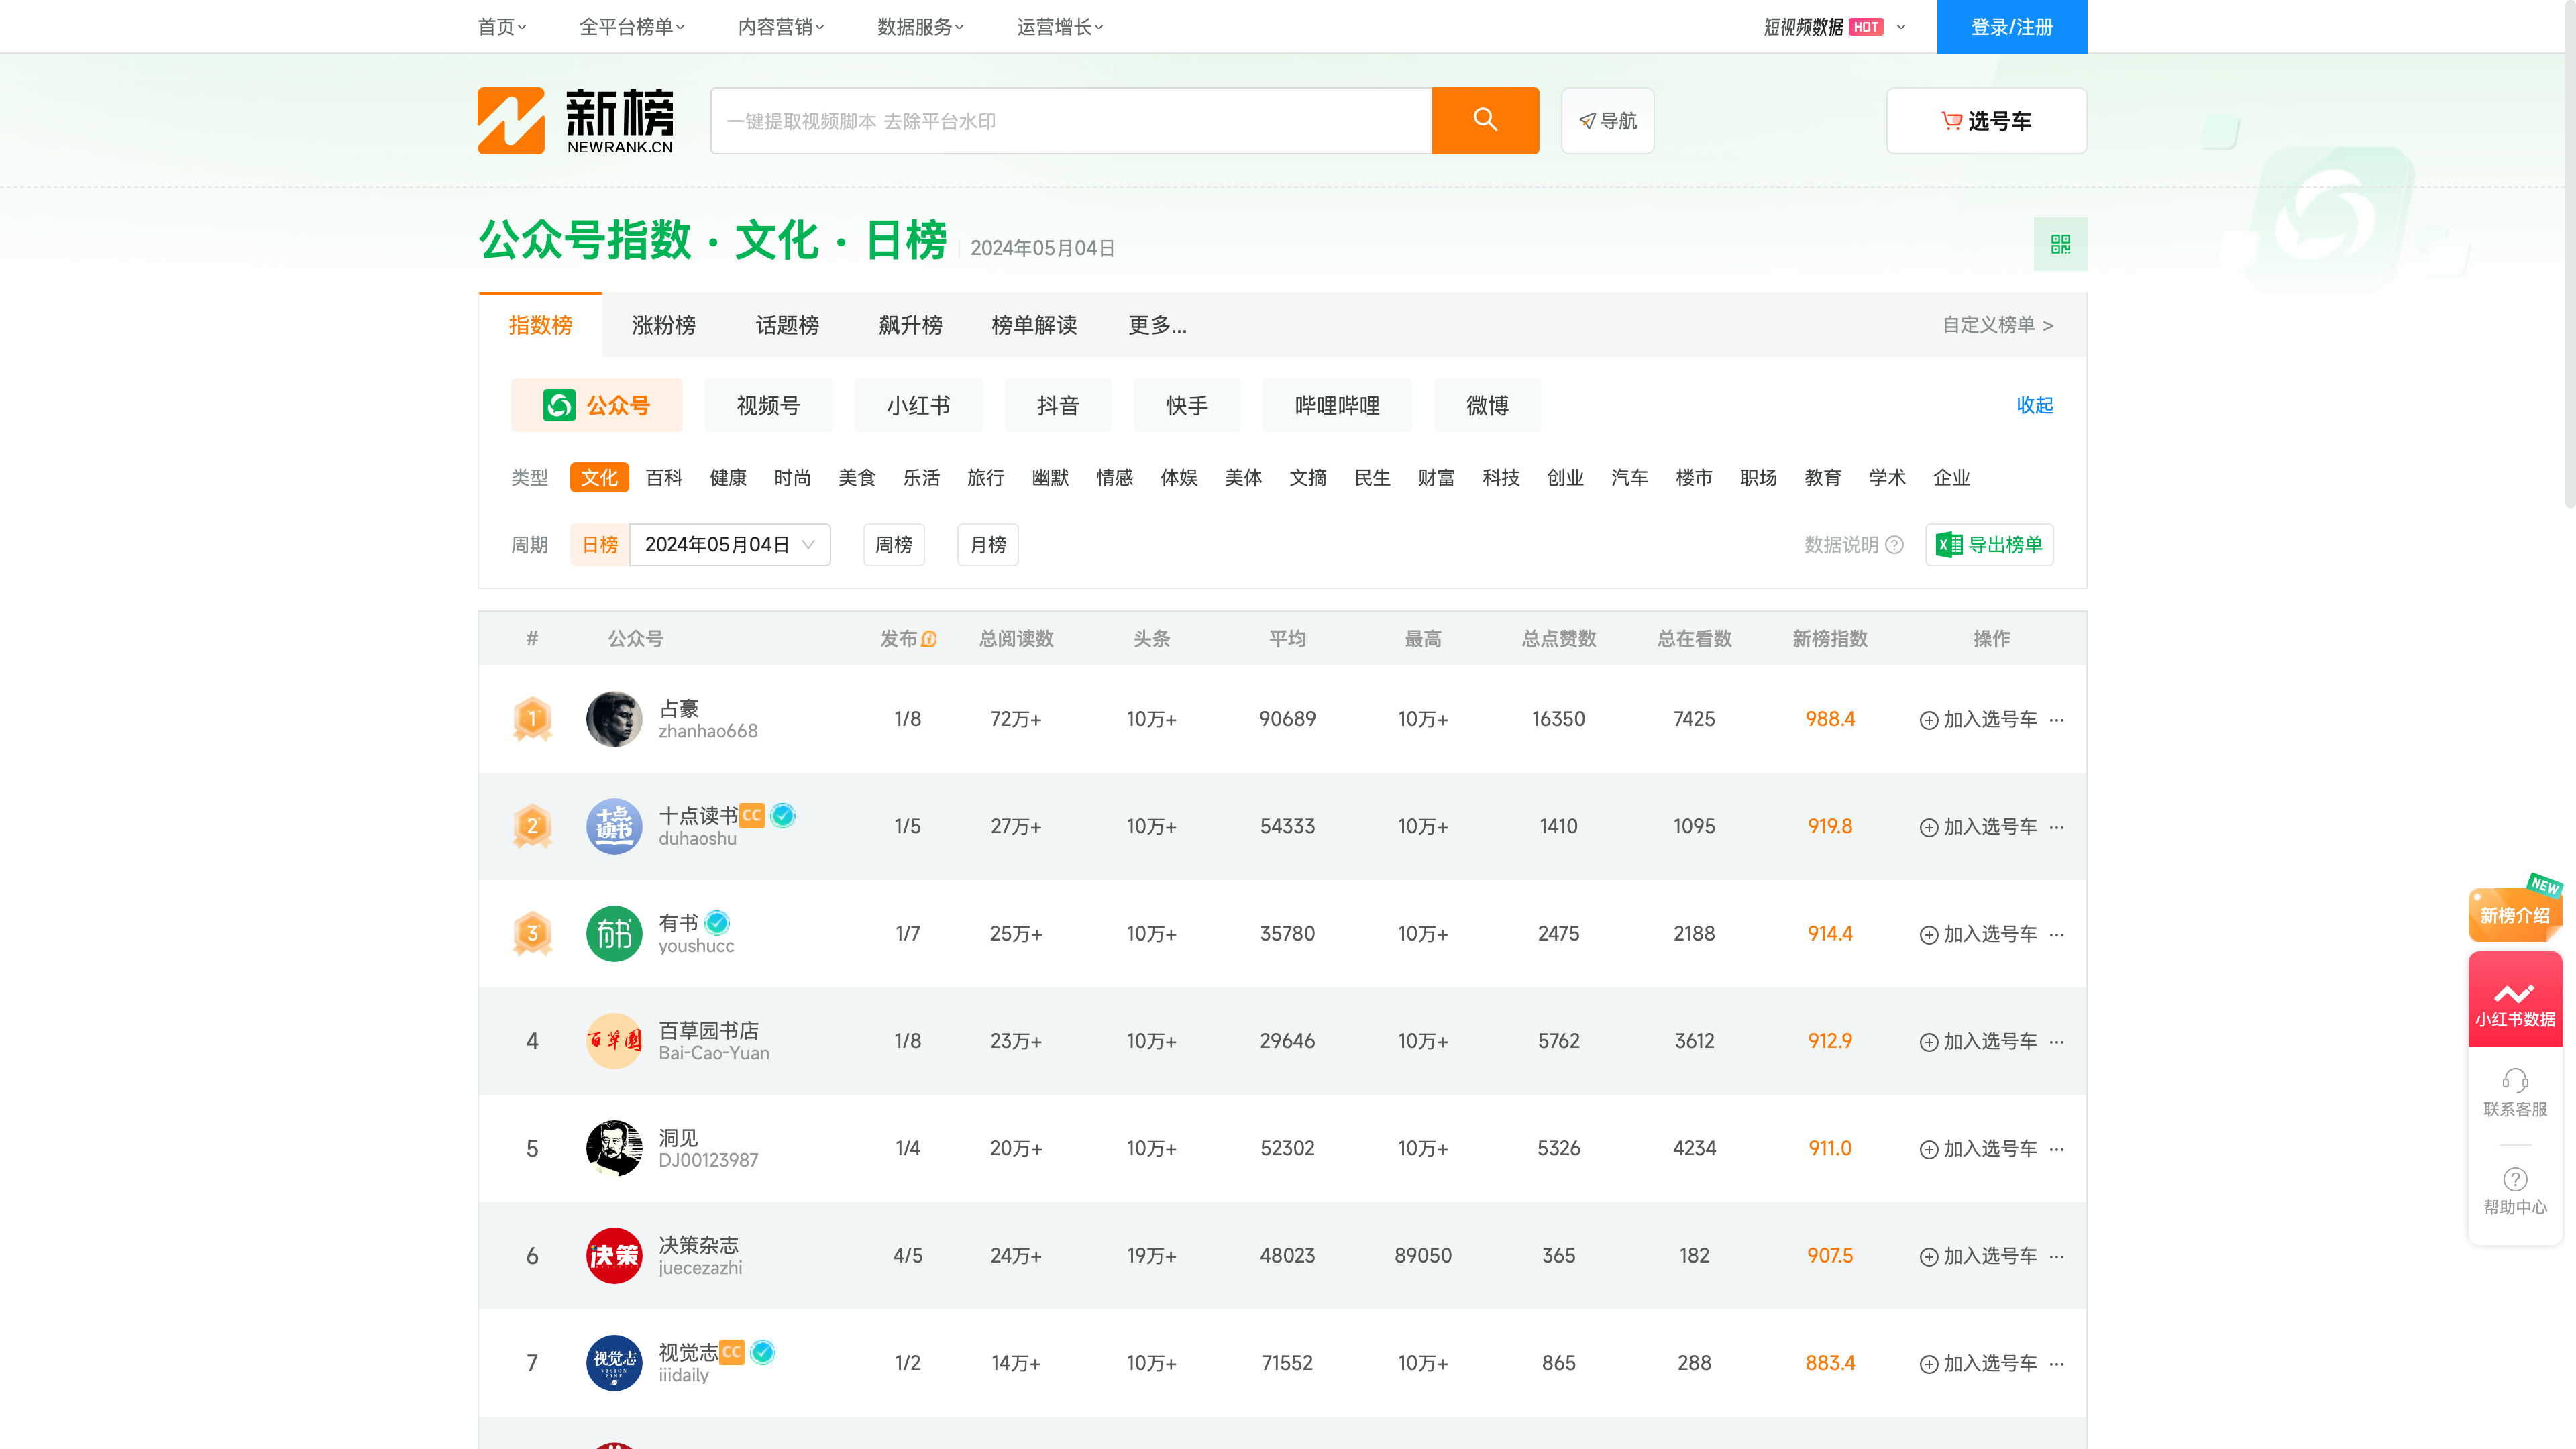 首页 全平台榜单 内容营销 数据服务 运营增长 短视频数据 HOT 登录/注册
新榜
NEWRANK.CN
一键提取视频脚本 去除平台水印
导航
选号车
公众号指数 · 文化 · 日榜 2024年05月04日
指数榜 涨粉榜 话题榜 飙升榜 榜单解读 更多... 自定义榜单 >
公众号 视频号 小红书 抖音 快手 哔哩哔哩 微博 收起
类型 文化 百科 健康 时尚 美食 乐活 旅行 幽默 情感 体娱 美体 文摘 民生 财富 科技 创业 汽车 楼市 职场 教育 学术 企业
周期 日榜 2024年05月04日 周榜 月榜 数据说明 ? 导出榜单
# 公众号 发布 总阅读数 头条 平均 最高 总点赞数 总在看数 新榜指数 操作
1 占豪 zhanhao668 1/8 72万+ 10万+ 90689 10万+ 16350 7425 988.4 加入选号车 ···
2 十点读书 十点读书 CC duhaoshu 1/5 27万+ 10万+ 54333 10万+ 1410 1095 919.8 加入选号车 ···
3 有书 有书 youshucc 1/7 25万+ 10万+ 35780 10万+ 2475 2188 914.4 加入选号车 ···
4 百草園 百草园书店 Bai-Cao-Yuan 1/8 23万+ 10万+ 29646 10万+ 5762 3612 912.9 加入选号车 ···
5 洞见 DJ00123987 1/4 20万+ 10万+ 52302 10万+ 5326 4234 911.0 加入选号车 ···
6 决策 决策杂志 juecezazhi 4/5 24万+ 19万+ 48023 89050 365 182 907.5 加入选号车 ···
7 视觉志 VISION ZINE 视觉志 CC iiidaily 1/2 14万+ 10万+ 71552 10万+ 865 288 883.4 加入选号车 ···
NEW
新榜介绍
小红书数据
联系客服
?
帮助中心